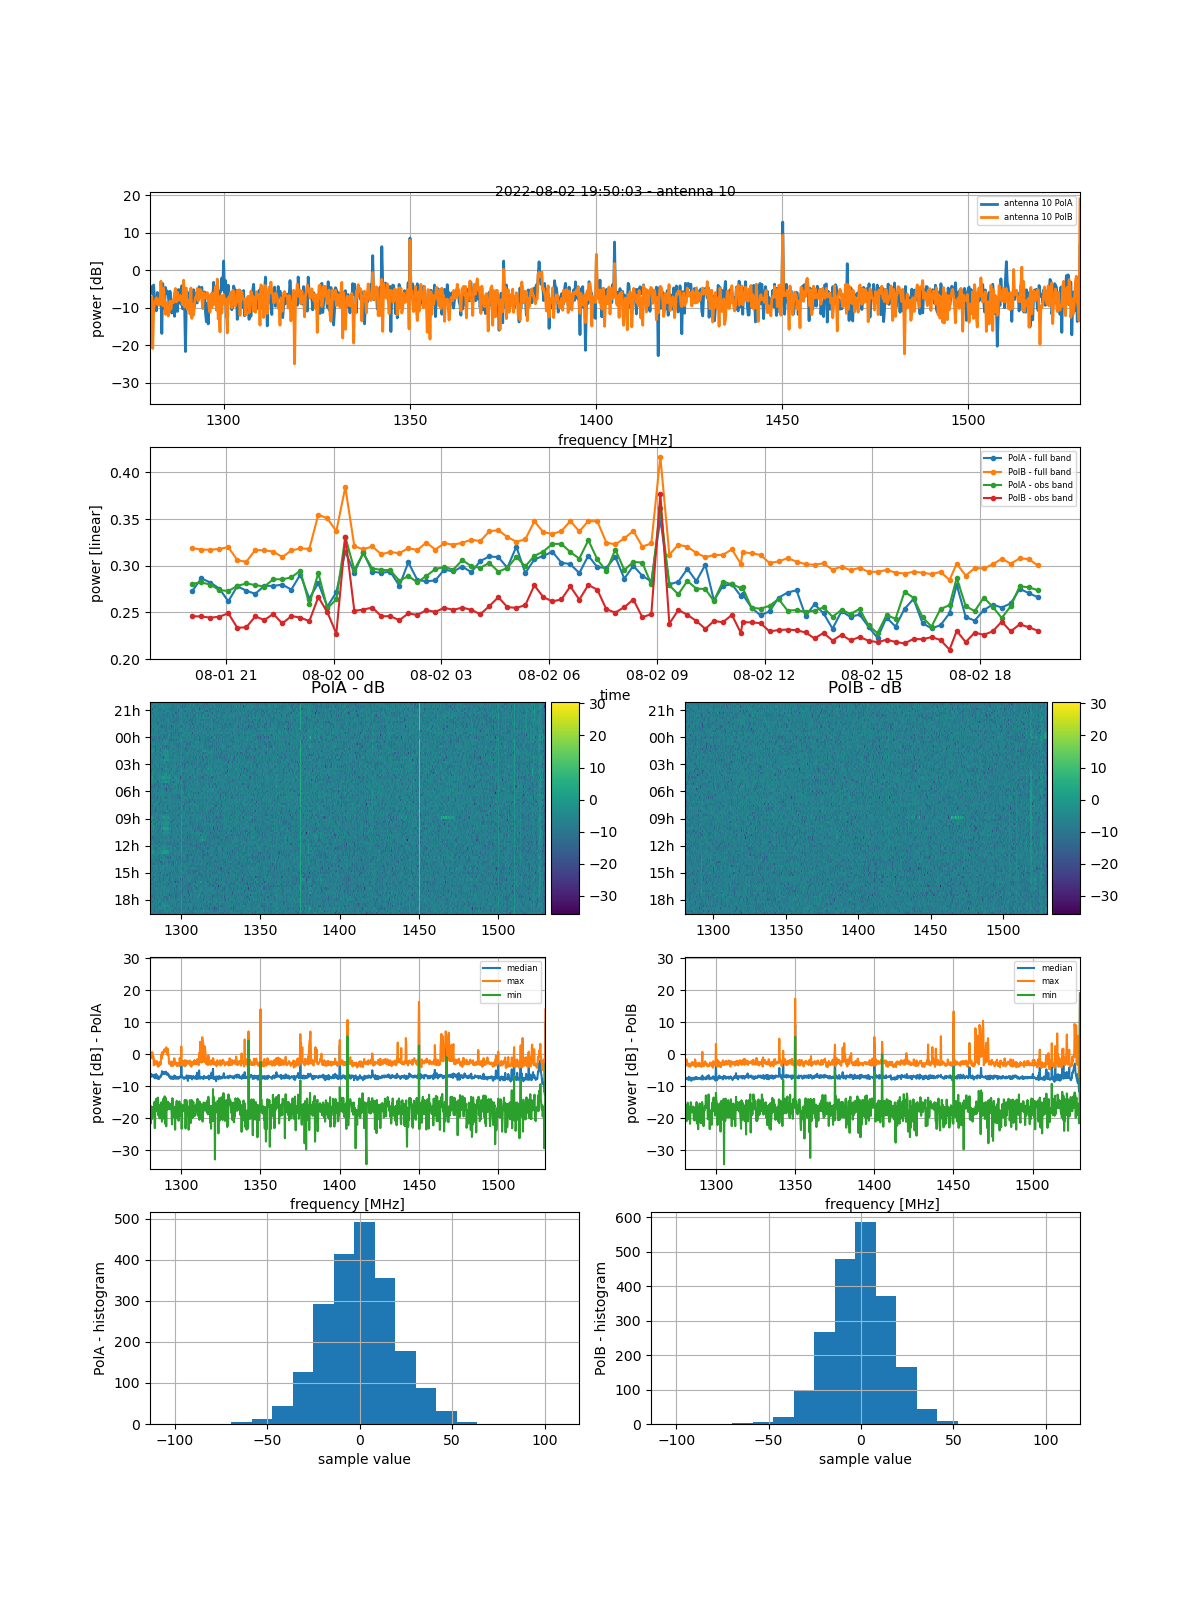 2022-08-02 19:50:03 - antenna 10
20
10
0
−10
−20
−30
power [dB]
antenna 10 PolA
antenna 10 PolB
1300
1350
1400
1450
1500
frequency [MHz]
0.40
0.35
0.30
0.25
0.20
power [linear]
PolA - full band
PolB - full band
PolA - obs band
PolB - obs band
08-01 21
08-02 00
08-02 03
08-02 06
08-02 09
08-02 12
08-02 15
08-02 18
time
PolA - dB
21h
00h
03h
06h
09h
12h
15h
18h
1300
1350
1400
1450
1500
30
20
10
0
−10
−20
−30
PolB - dB
21h
00h
03h
06h
09h
12h
15h
18h
1300
1350
1400
1450
1500
30
20
10
0
−10
−20
−30
30
20
10
0
−10
−20
−30
power [dB] - PolA
median
max
min
1300
1350
1400
1450
1500
frequency [MHz]
30
20
10
0
−10
−20
−30
power [dB] - PolB
median
max
min
1300
1350
1400
1450
1500
frequency [MHz]
500
400
300
200
100
0
PolA - histogram
−100
−50
0
50
100
sample value
600
500
400
300
200
100
0
PolB - histogram
−100
−50
0
50
100
sample value